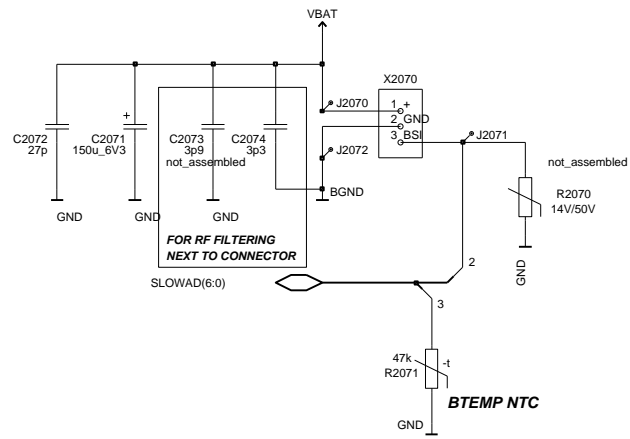 VBAT
X2070
J2070
1 +
2 GND
3 BSI
J2071
J2072
C2072
27p
C2071
150u_6V3
+
C2073
3p9
not_assembled
C2074
3p3
not_assembled
R2070
14V/50V
GND
GND
GND
BGND
GND
FOR RF FILTERING
NEXT TO CONNECTOR
SLOWAD(6:0)
2
3
47k
R2071
-t
BTEMP NTC
GND